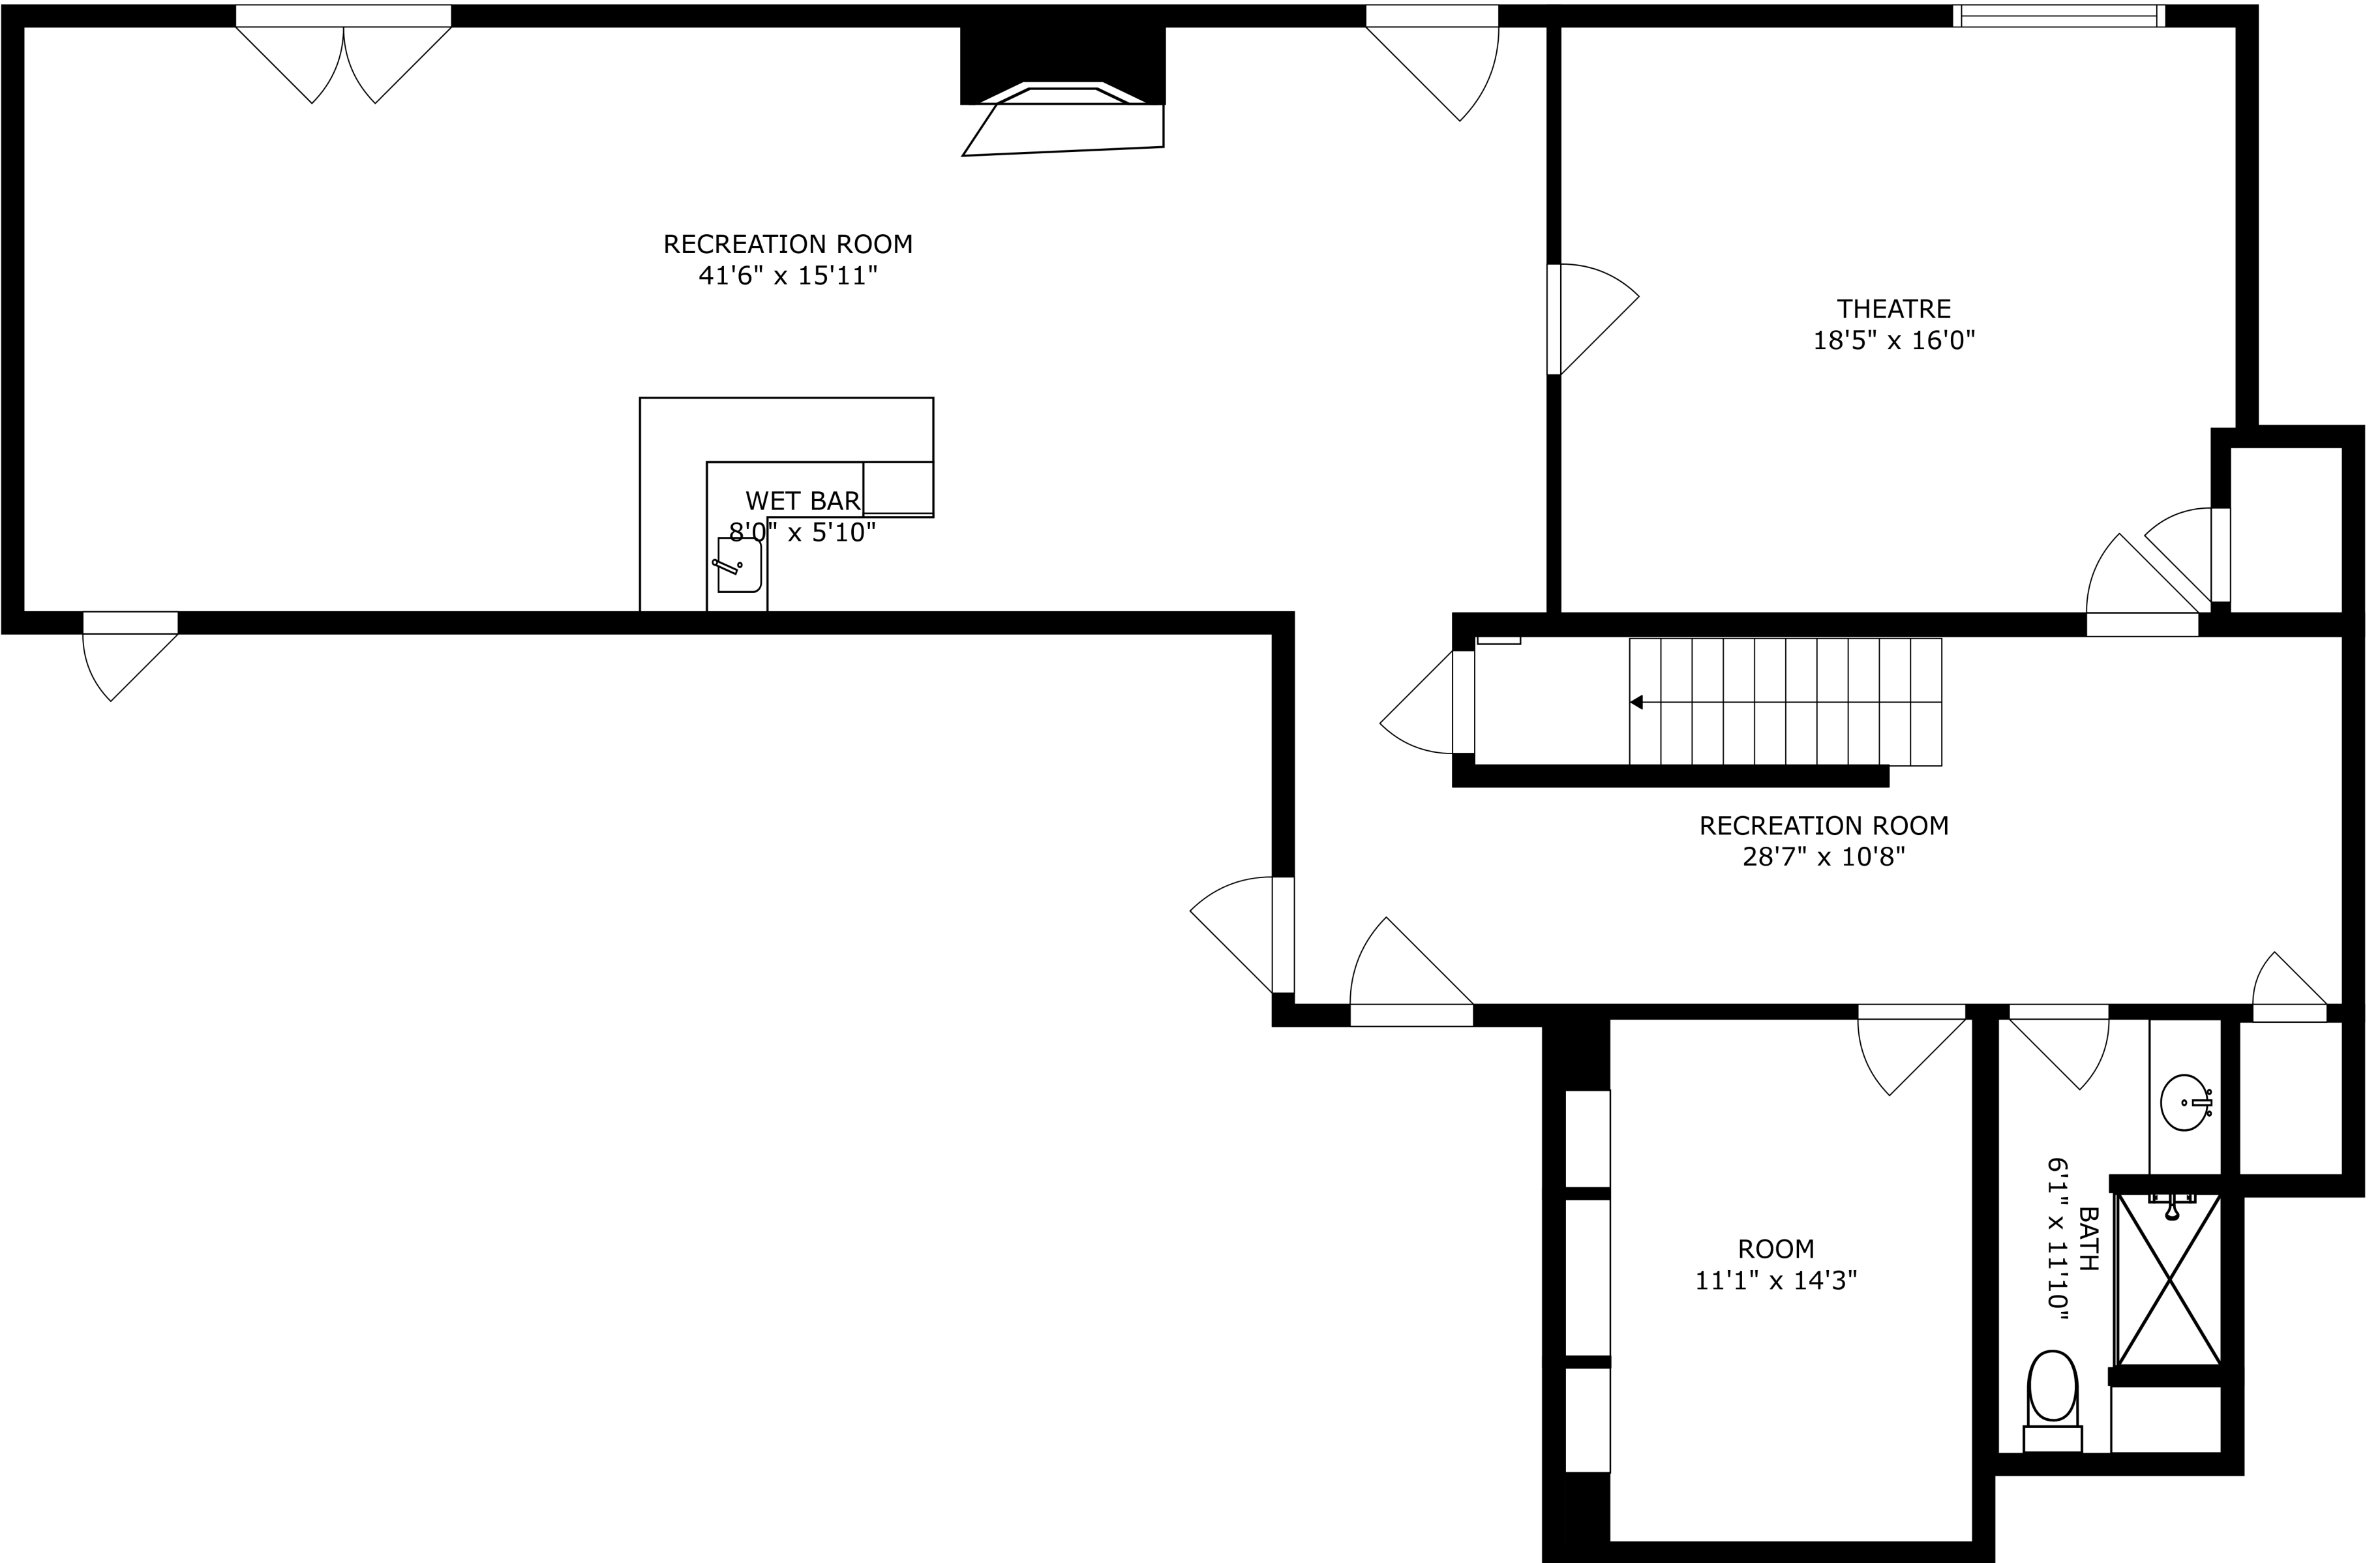 RECREATION ROOM
41'6" x 15'11"
THEATRE
18'5" x 16'0"
WET BAR
8'0" x 5'10"
RECREATION ROOM
28'7" x 10'8"
ROOM
11'1" x 14'3"
BATH
6'1" x 11'10"